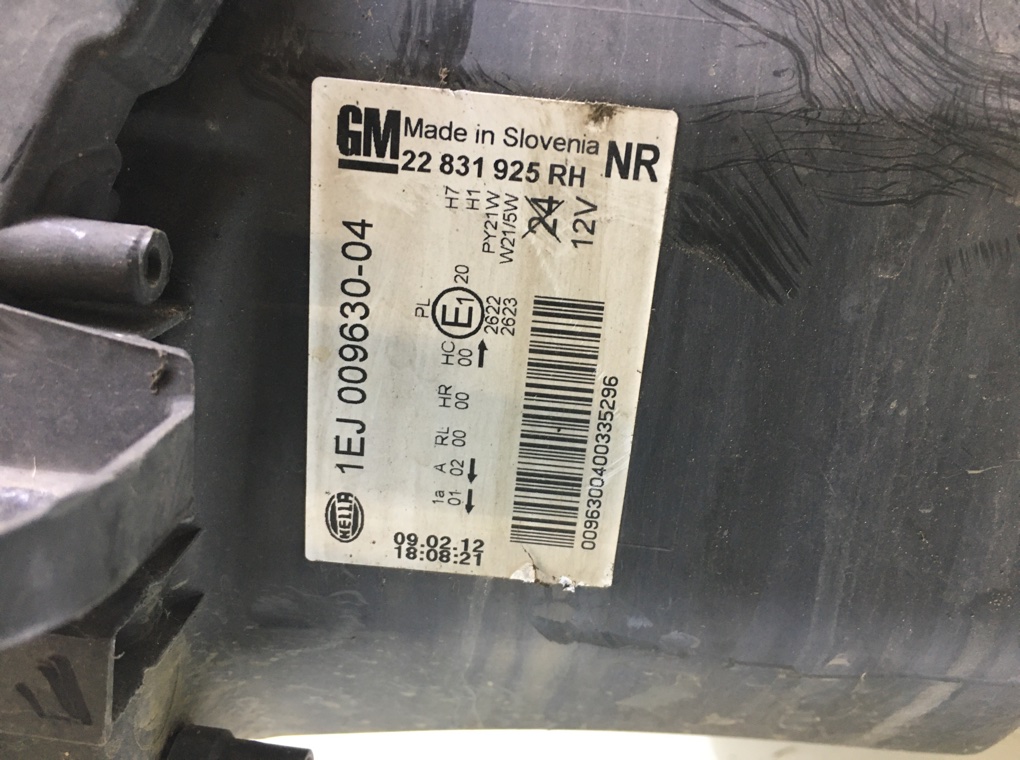 GM Made in Slovenia NR
22 831 925 RH
H7
H1
PY21W
W21/5W
24
12V
1EJ 009630-04
1a A RL HR HC PL
01 02 00 00 00 E1 20
2622
2623
HELLA
009630040033529​6
09.02.12
18:08:21